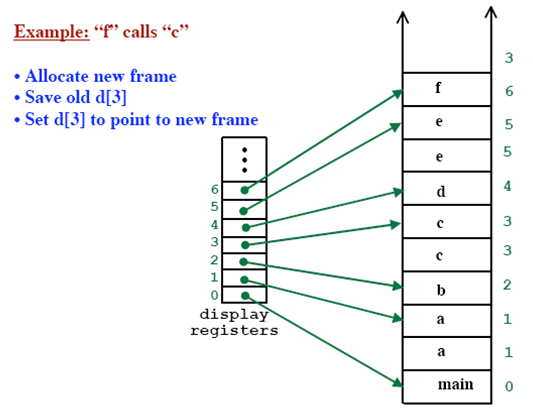 Example: “f” calls “c”
• Allocate new frame
• Save old d[3]
• Set d[3] to point to new frame
6
5
4
3
2
1
0
display
registers
3
f 6
e 5
e 5
d 4
c 3
c 3
b 2
a 1
a 1
main 0